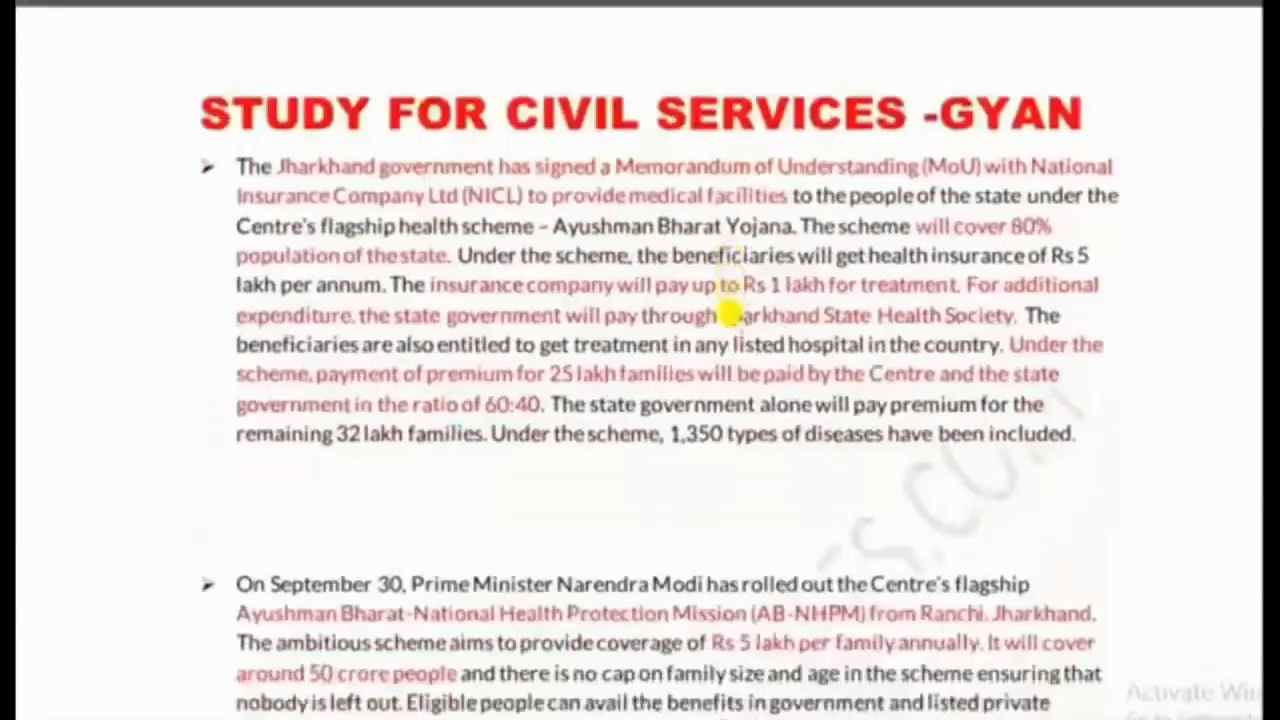 STUDY FOR CIVIL SERVICES -GYAN
➢ The Jharkhand government has signed a Memorandum of Understanding (MoU) with National
Insurance Company Ltd (NICL) to provide medical facilities to the people of the state under the
Centre's flagship health scheme – Ayushman Bharat Yojana. The scheme will cover 80%
population of the state. Under the scheme, the beneficiaries will get health insurance of Rs 5
lakh per annum. The insurance company will pay up to Rs 1 lakh for treatment. For additional
expenditure, the state government will pay through arkhand State Health Society. The
beneficiaries are also entitled to get treatment in any listed hospital in the country. Under the
scheme, payment of premium for 25 lakh families will be paid by the Centre and the state
government in the ratio of 60:40. The state government alone will pay premium for the
remaining 32 lakh families. Under the scheme, 1,350 types of diseases have been included.
➢ On September 30, Prime Minister Narendra Modi has rolled out the Centre's flagship
Ayushman Bharat-National Health Protection Mission (AB-NHPM) from Ranchi, Jharkhand.
The ambitious scheme aims to provide coverage of Rs 5 lakh per family annually. It will cover
around 50 crore people and there is no cap on family size and age in the scheme ensuring that
nobody is left out. Eligible people can avail the benefits in government and listed private
Activate Win